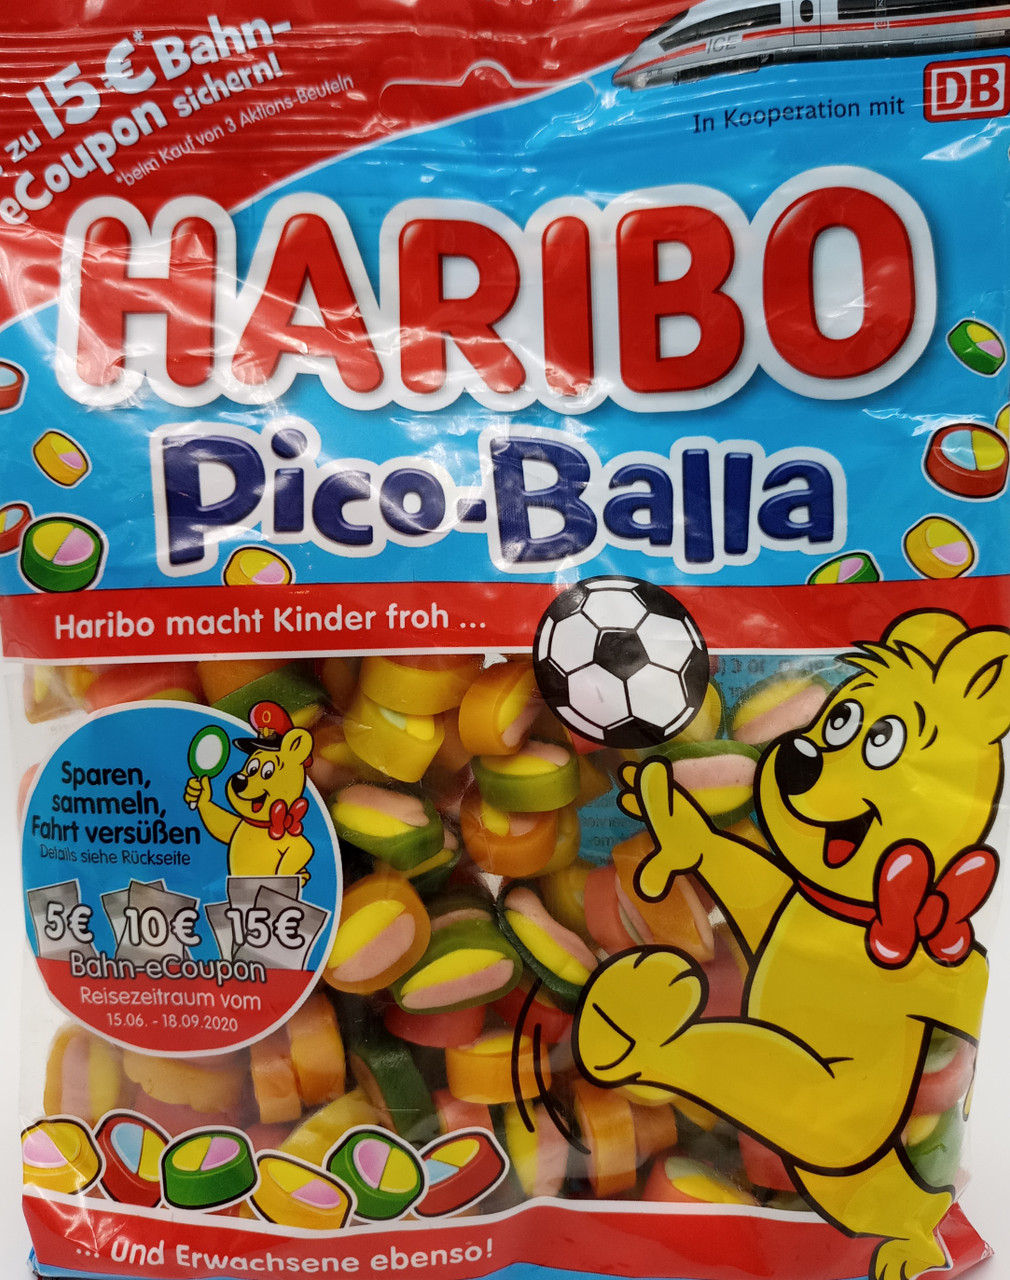 zu 15€* Bahn-
eCoupon sichern!
*beim Kauf von 3 Aktions-Beuteln
ICE
In Kooperation mit DB
HARIBO
Pico-Balla
Haribo macht Kinder froh ...
Sparen,
sammeln,
Fahrt versüßen
Details siehe Rückseite
5€ 10€ 15€
Bahn-eCoupon
Reisezeitraum vom
15.06. - 18.09.2020
... und Erwachsene ebenso!